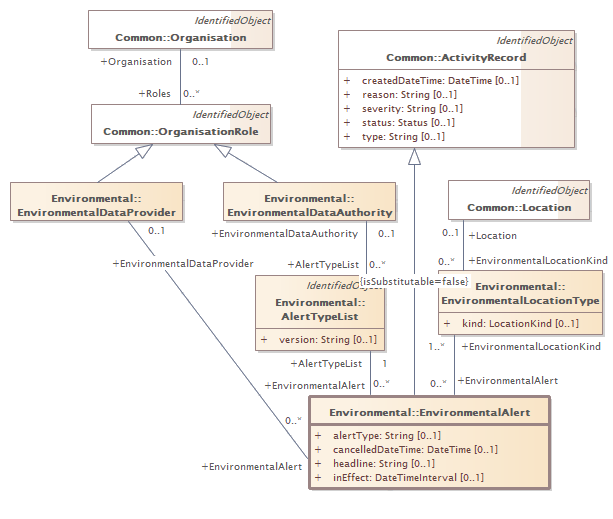 IdentifiedObject
Common::Organisation
+Organisation 0..1
+Roles 0..*
IdentifiedObject
Common::OrganisationRole
IdentifiedObject
Common::ActivityRecord
+ createdDateTime: DateTime [0..1]
+ reason: String [0..1]
+ severity: String [0..1]
+ status: Status [0..1]
+ type: String [0..1]
Environmental::
EnvironmentalDataProvider
0..1
+EnvironmentalDataProvider
Environmental::
EnvironmentalDataAuthority
+EnvironmentalDataAuthority 0..1
+AlertTypeList 0..*
{isSubstitutable=false}
IdentifiedObject
Common::Location
0..1 +Location
0..* +EnvironmentalLocationKind
IdentifiedObject
Environmental::
AlertTypeList
+ version: String [0..1]
+AlertTypeList 1
+EnvironmentalAlert 0..*
Environmental::
EnvironmentalLocationType
+ kind: LocationKind [0..1]
1..* +EnvironmentalLocationKind
0..* +EnvironmentalAlert
0..*
+EnvironmentalAlert
Environmental::EnvironmentalAlert
+ alertType: String [0..1]
+ cancelledDateTime: DateTime [0..1]
+ headline: String [0..1]
+ inEffect: DateTimeInterval [0..1]